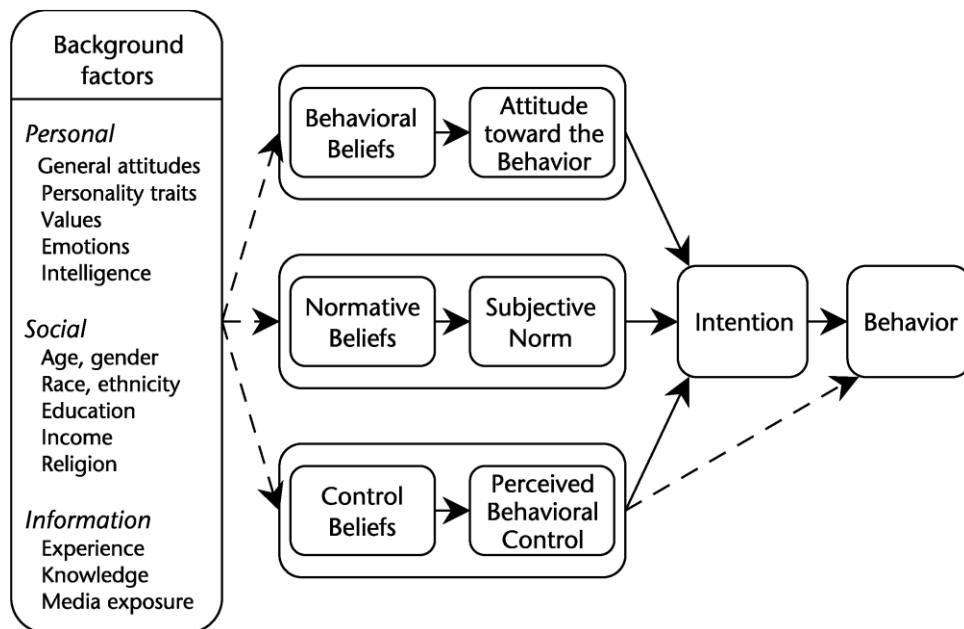 Background
factors
Personal
General attitudes
Personality traits
Values
Emotions
Intelligence
Social
Age, gender
Race, ethnicity
Education
Income
Religion
Information
Experience
Knowledge
Media exposure
Behavioral
Beliefs
Attitude
toward the
Behavior
Normative
Beliefs
Subjective
Norm
Control
Beliefs
Perceived
Behavioral
Control
Intention
Behavior